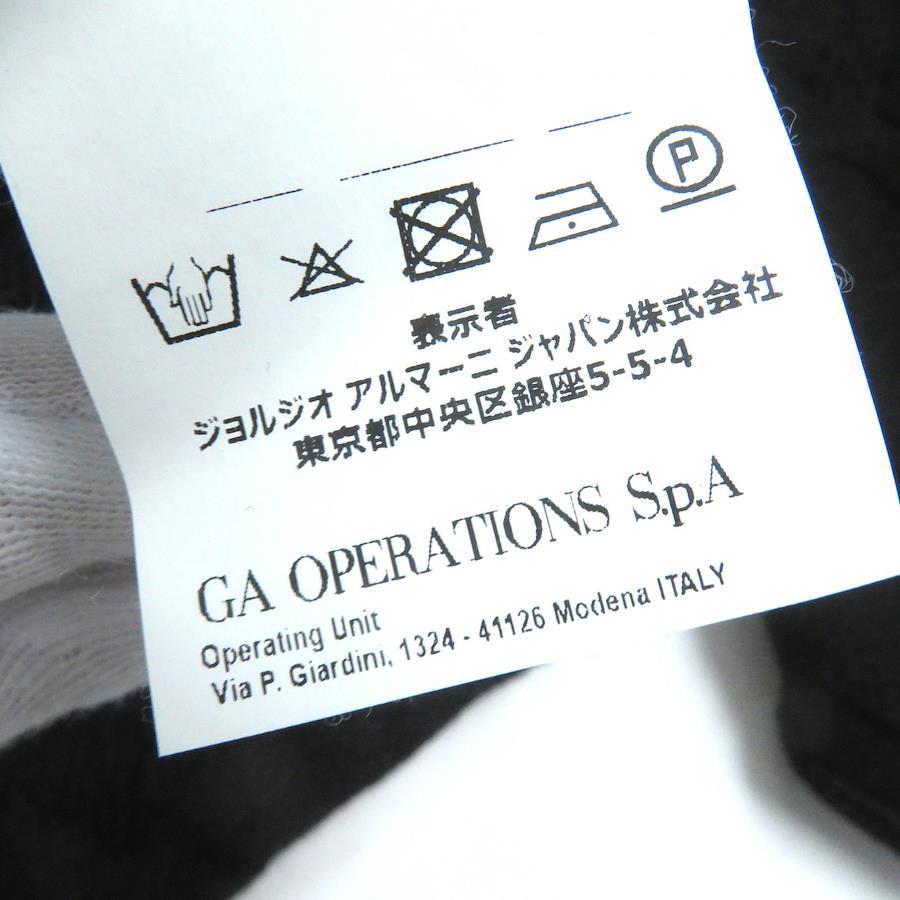 P
表示者
ジョルジオ アルマーニ ジャパン株式会社
東京都中央区銀座5-5-4
GA OPERATIONS S.p.A
Operating Unit
Via P. Giardini, 1324 - 41126 Modena ITALY